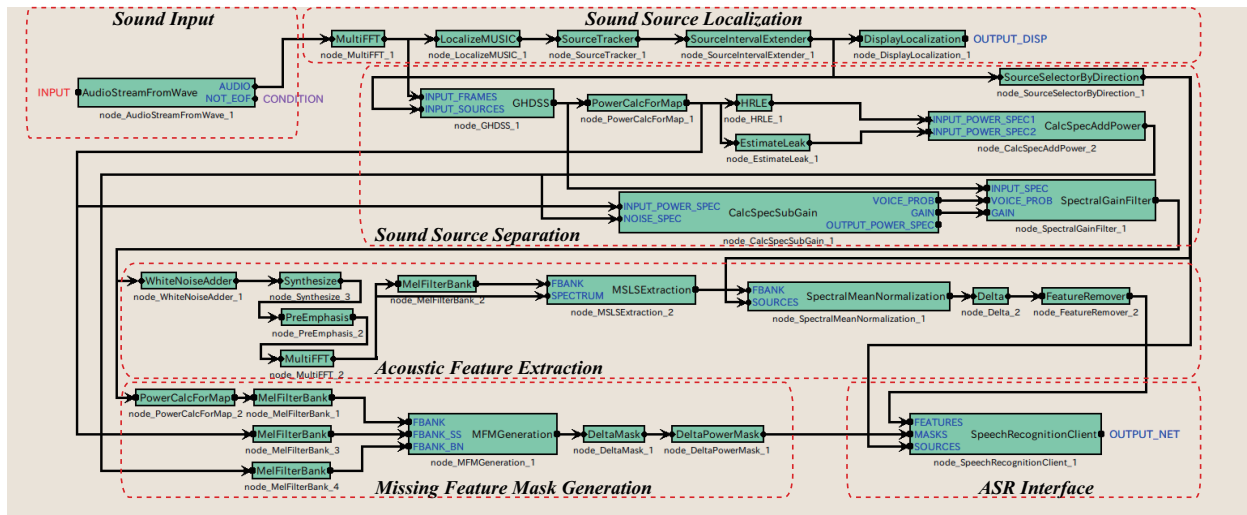 Sound Input
Sound Source Localization
MultiFFT
node_MultiFFT_1
LocalizeMUSIC
node_LocalizeMUSIC_1
SourceTracker
node_SourceTracker_1
SourceIntervalExtender
node_SourceIntervalExtender_1
DisplayLocalization
node_DisplayLocalization_1
OUTPUT_DISP
INPUT
AudioStreamFromWave
AUDIO
NOT_EOF
CONDITION
node_AudioStreamFromWave_1
SourceSelectorByDirection
node_SourceSelectorByDirection_1
INPUT_FRAMES
INPUT_SOURCES
GHDSS
node_GHDSS_1
PowerCalcForMap
node_PowerCalcForMap_1
HRLE
node_HRLE_1
EstimateLeak
node_EstimateLeak_1
INPUT_POWER_SPEC1
INPUT_POWER_SPEC2
CalcSpecAddPower
node_CalcSpecAddPower_2
INPUT_POWER_SPEC
NOISE_SPEC
CalcSpecSubGain
VOICE_PROB
GAIN
OUTPUT_POWER_SPEC
node_CalcSpecSubGain_1
INPUT_SPEC
VOICE_PROB
GAIN
SpectralGainFilter
node_SpectralGainFilter_1
Sound Source Separation
WhiteNoiseAdder
node_WhiteNoiseAdder_1
Synthesize
node_Synthesize_3
PreEmphasis
node_PreEmphasis_2
MultiFFT
node_MultiFFT_2
MelFilterBank
node_MelFilterBank_2
FBANK
SPECTRUM
MSLSExtraction
node_MSLSExtraction_2
FBANK
SOURCES
SpectralMeanNormalization
node_SpectralMeanNormalization_1
Delta
node_Delta_2
FeatureRemover
node_FeatureRemover_2
Acoustic Feature Extraction
PowerCalcForMap
node_PowerCalcForMap_2
MelFilterBank
node_MelFilterBank_1
MelFilterBank
node_MelFilterBank_3
MelFilterBank
node_MelFilterBank_4
FBANK
FBANK_SS
FBANK_BN
MFMGeneration
node_MFMGeneration_1
DeltaMask
node_DeltaMask_1
DeltaPowerMask
node_DeltaPowerMask_1
Missing Feature Mask Generation
FEATURES
MASKS
SOURCES
SpeechRecognitionClient
OUTPUT_NET
node_SpeechRecognitionClient_1
ASR Interface